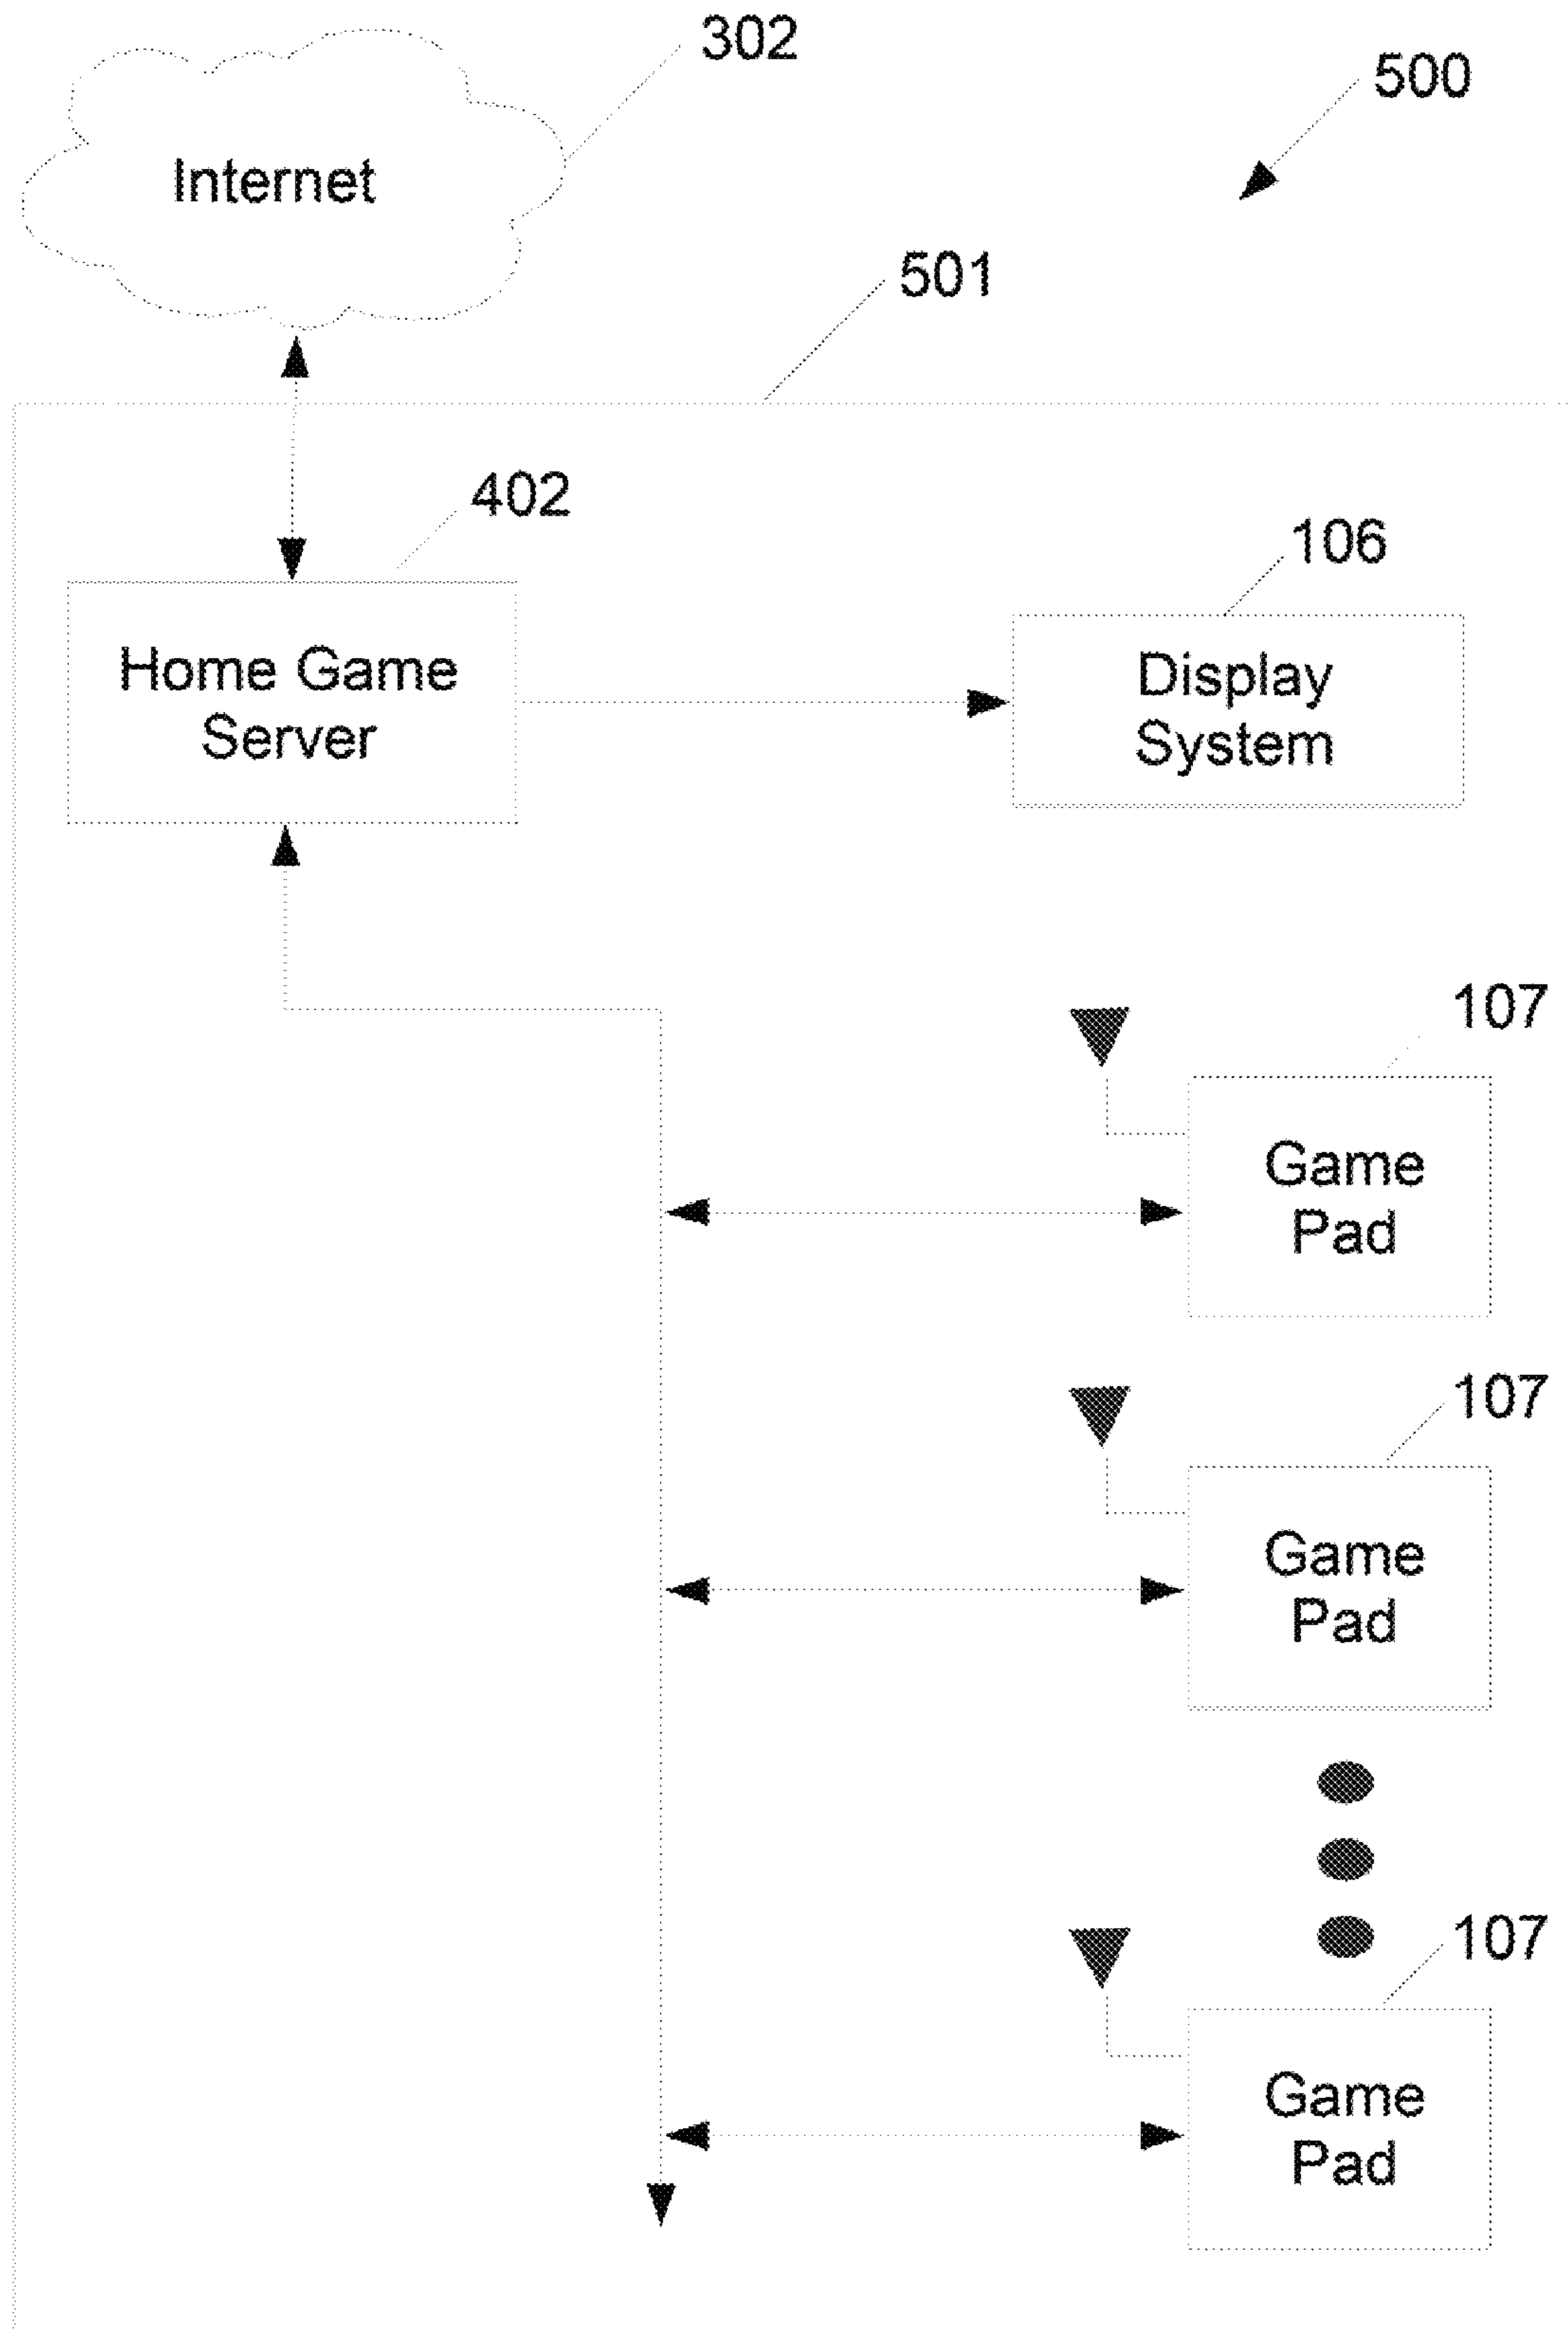 302
500
Internet
501
402
106
Home Game
Server
Display
System
107
Game
Pad
107
Game
Pad
107
Game
Pad